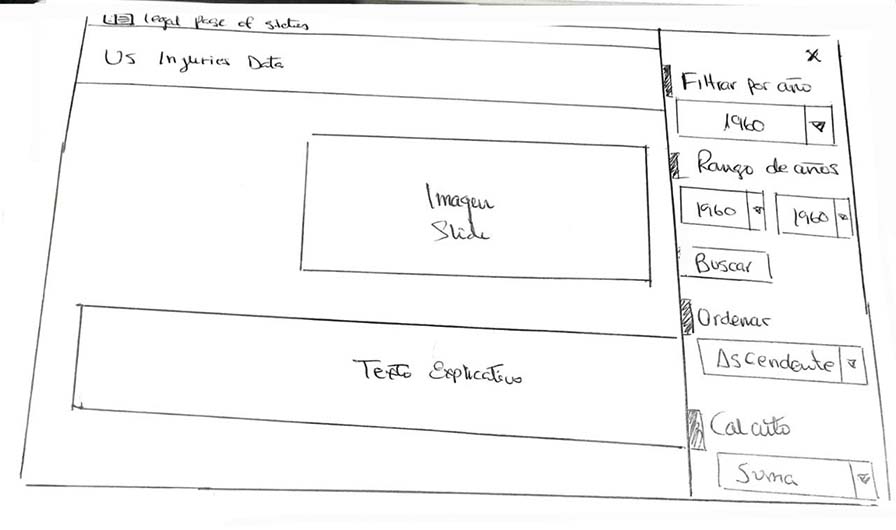 legal page of
US Injuries Data
Imagen
Slide
Texto Explicativo
X
Filtrar por año
1960
Rango de años
1960 1960
Buscar
Ordenar
Ascendente
Calculo
Suma